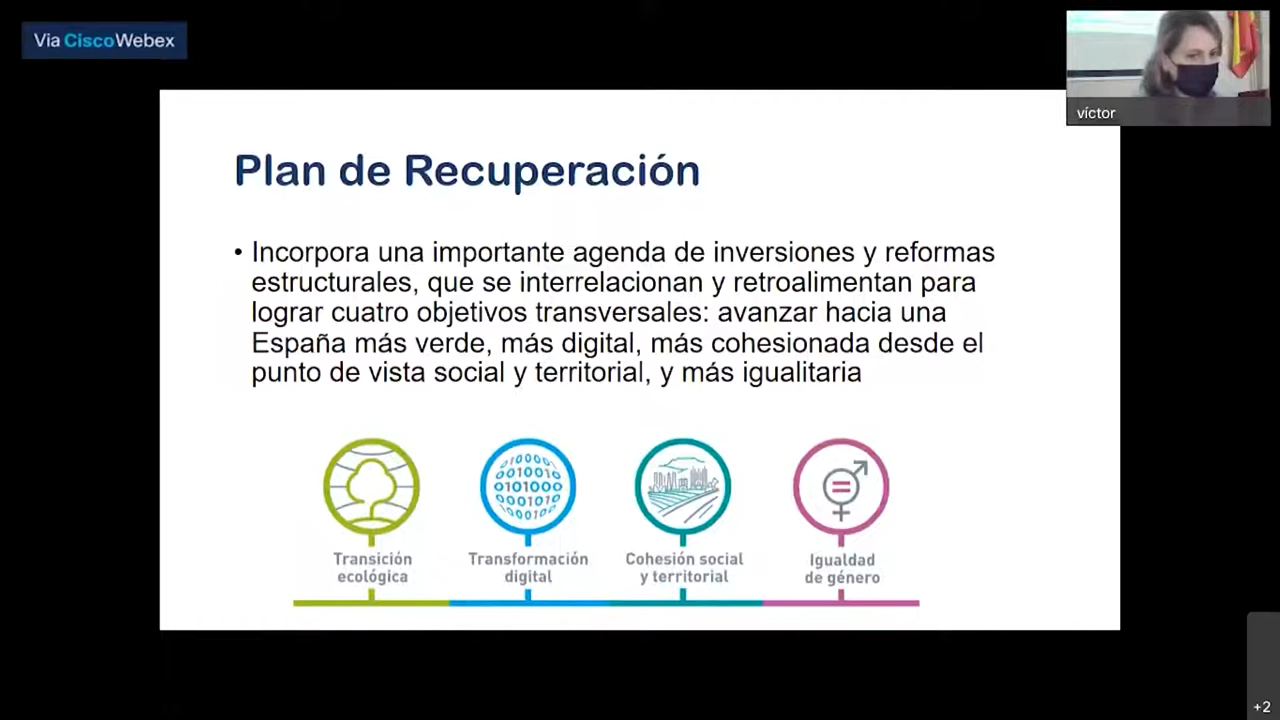 Via CiscoWebex
víctor
Plan de Recuperación
• Incorpora una importante agenda de inversiones y reformas
estructurales, que se interrelacionan y retroalimentan para
lograr cuatro objetivos transversales: avanzar hacia una
España más verde, más digital, más cohesionada desde el
punto de vista social y territorial, y más igualitaria
Transición
ecológica
Transformación
digital
Cohesión social
y territorial
Igualdad
de género
+2